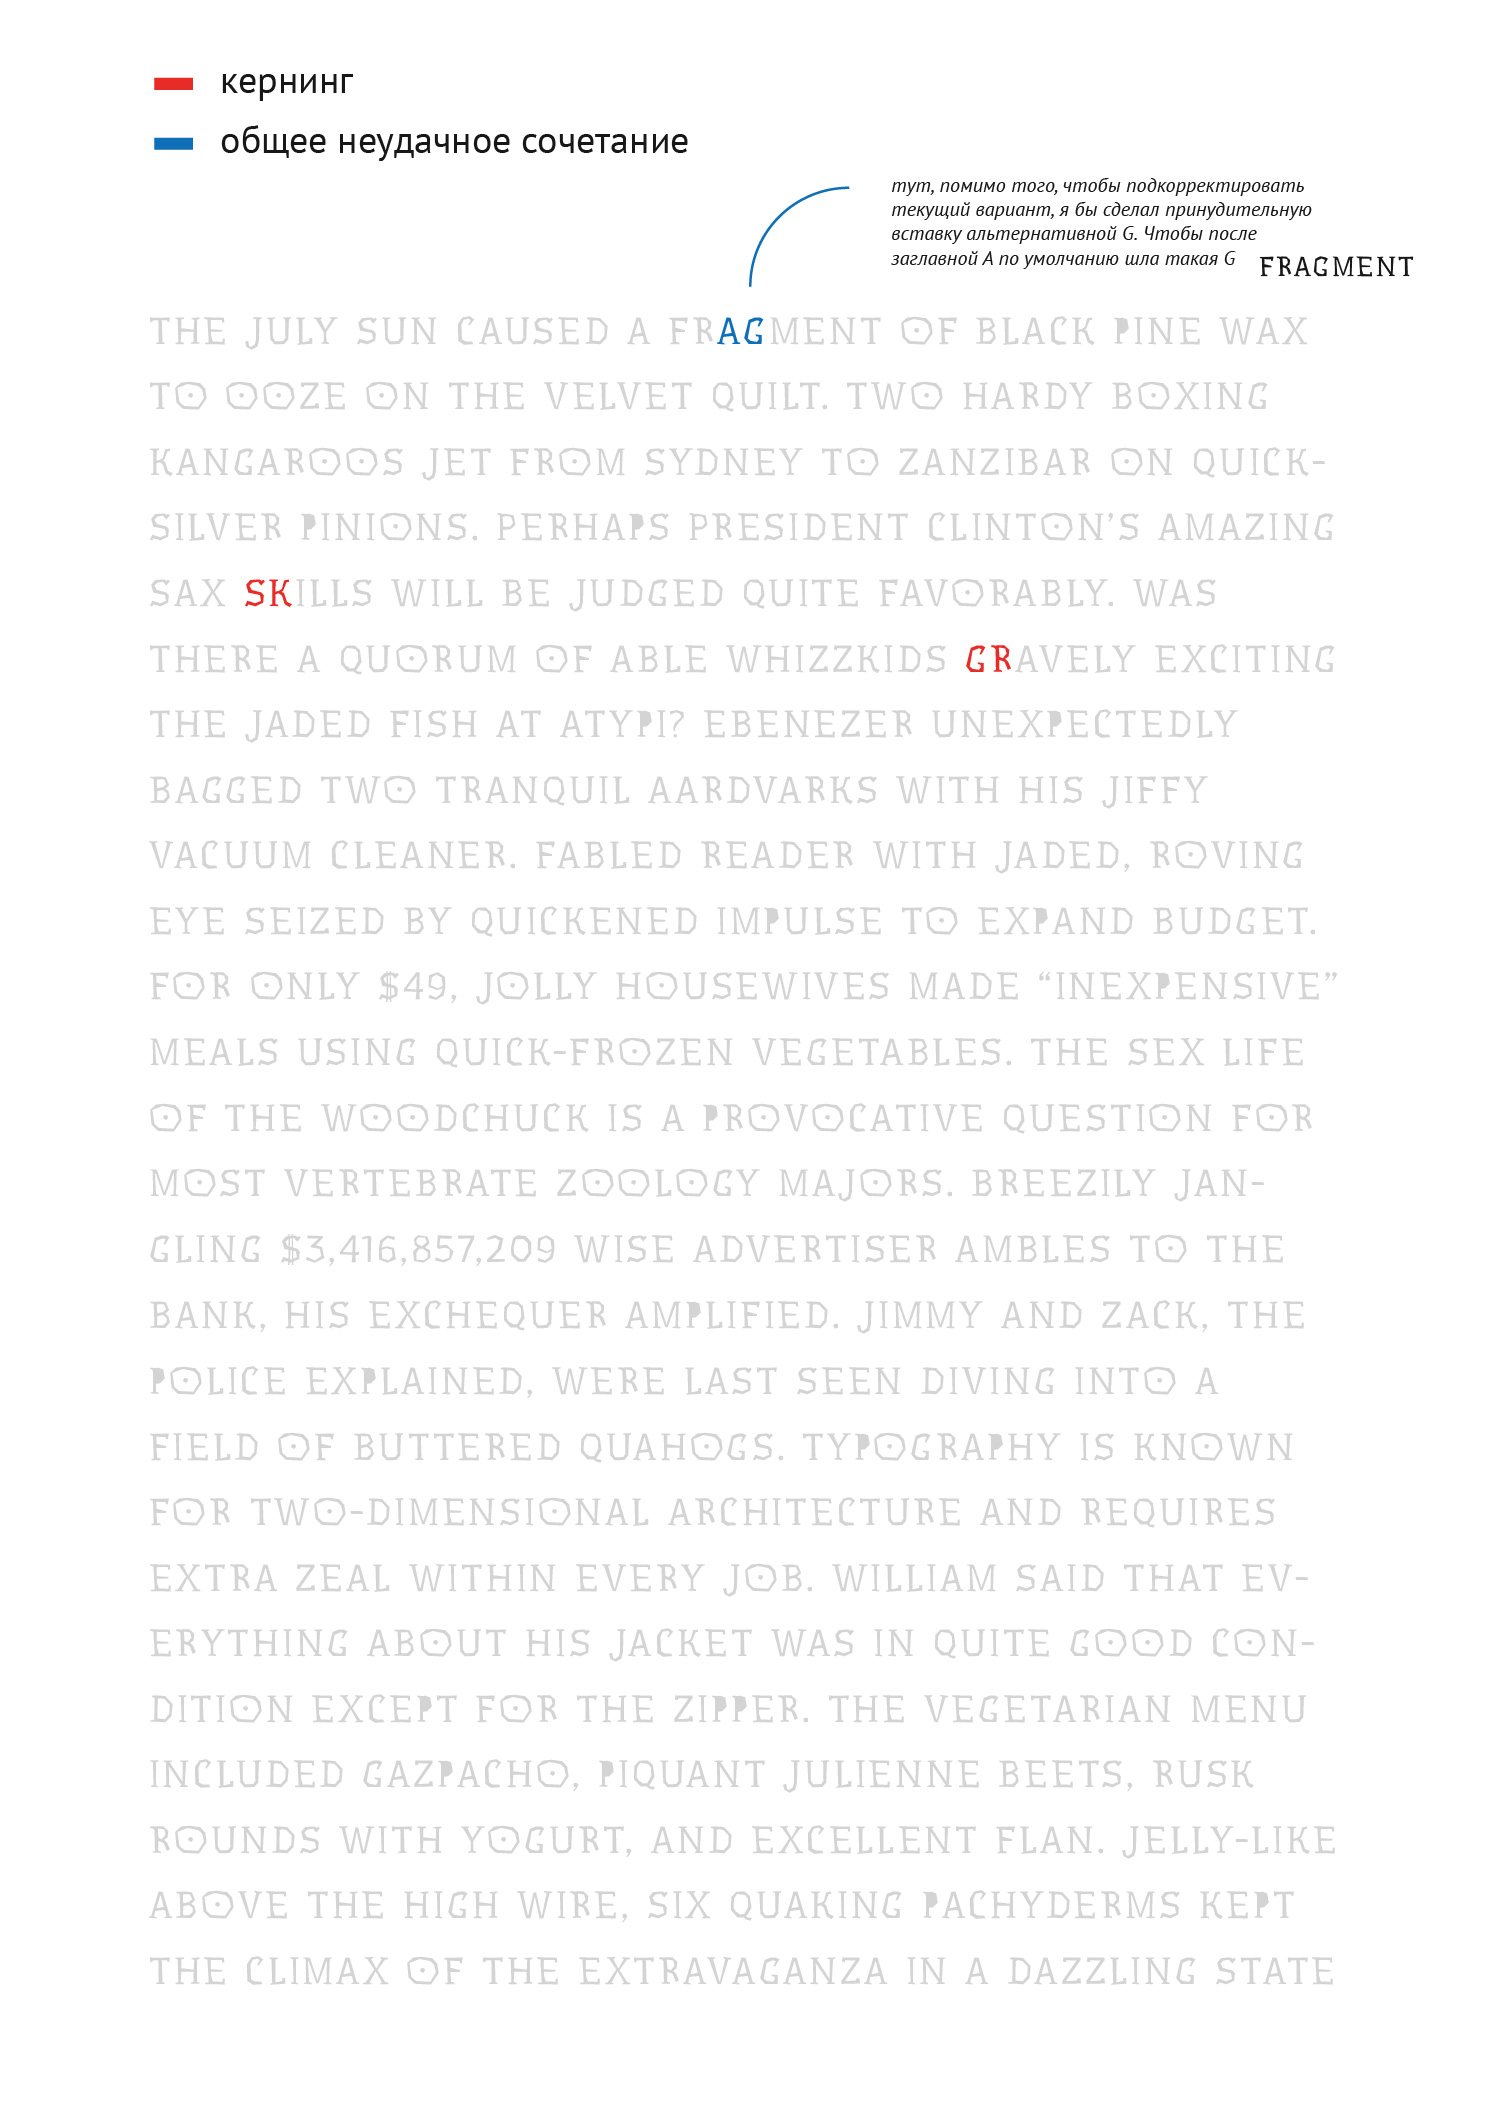 кернинг
общее неудачное сочетание
тут, помимо того, чтобы подкорректировать
текущий вариант, я бы сделал принудительную
вставку альтернативной G. Чтобы после
заглавной А по умолчанию шла такая G FRAGMENT
THE JULY SUN CAUSED A FRAGMENT OF BLACK PINE WAX
TO OOZE ON THE VELVET QUILT. TWO HARDY BOXING
KANGAROOS JET FROM SYDNEY TO ZANZIBAR ON QUICK-
SILVER PINIONS. PERHAPS PRESIDENT CLINTON’S AMAZING
SAX SKILLS WILL BE JUDGED QUITE FAVORABLY. WAS
THERE A QUORUM OF ABLE WHIZZKIDS GRAVELY EXCITING
THE JADED FISH AT ATYPI? EBENEZER UNEXPECTEDLY
BAGGED TWO TRANQUIL AARDVARKS WITH HIS JIFFY
VACUUM CLEANER. FABLED READER WITH JADED, ROVING
EYE SEIZED BY QUICKENED IMPULSE TO EXPAND BUDGET.
FOR ONLY $49, JOLLY HOUSEWIVES MADE “INEXPENSIVE”
MEALS USING QUICK-FROZEN VEGETABLES. THE SEX LIFE
OF THE WOODCHUCK IS A PROVOCATIVE QUESTION FOR
MOST VERTEBRATE ZOOLOGY MAJORS. BREEZILY JAN-
GLING $3,416,857,209 WISE ADVERTISER AMBLES TO THE
BANK, HIS EXCHEQUER AMPLIFIED. JIMMY AND ZACK, THE
POLICE EXPLAINED, WERE LAST SEEN DIVING INTO A
FIELD OF BUTTERED QUAHOGS. TYPOGRAPHY IS KNOWN
FOR TWO-DIMENSIONAL ARCHITECTURE AND REQUIRES
EXTRA ZEAL WITHIN EVERY JOB. WILLIAM SAID THAT EV-
ERYTHING ABOUT HIS JACKET WAS IN QUITE GOOD CON-
DITION EXCEPT FOR THE ZIPPER. THE VEGETARIAN MENU
INCLUDED GAZPACHO, PIQUANT JULIENNE BEETS, RUSK
ROUNDS WITH YOGURT, AND EXCELLENT FLAN. JELLY-LIKE
ABOVE THE HIGH WIRE, SIX QUAKING PACHYDERMS KEPT
THE CLIMAX OF THE EXTRAVAGANZA IN A DAZZLING STATE